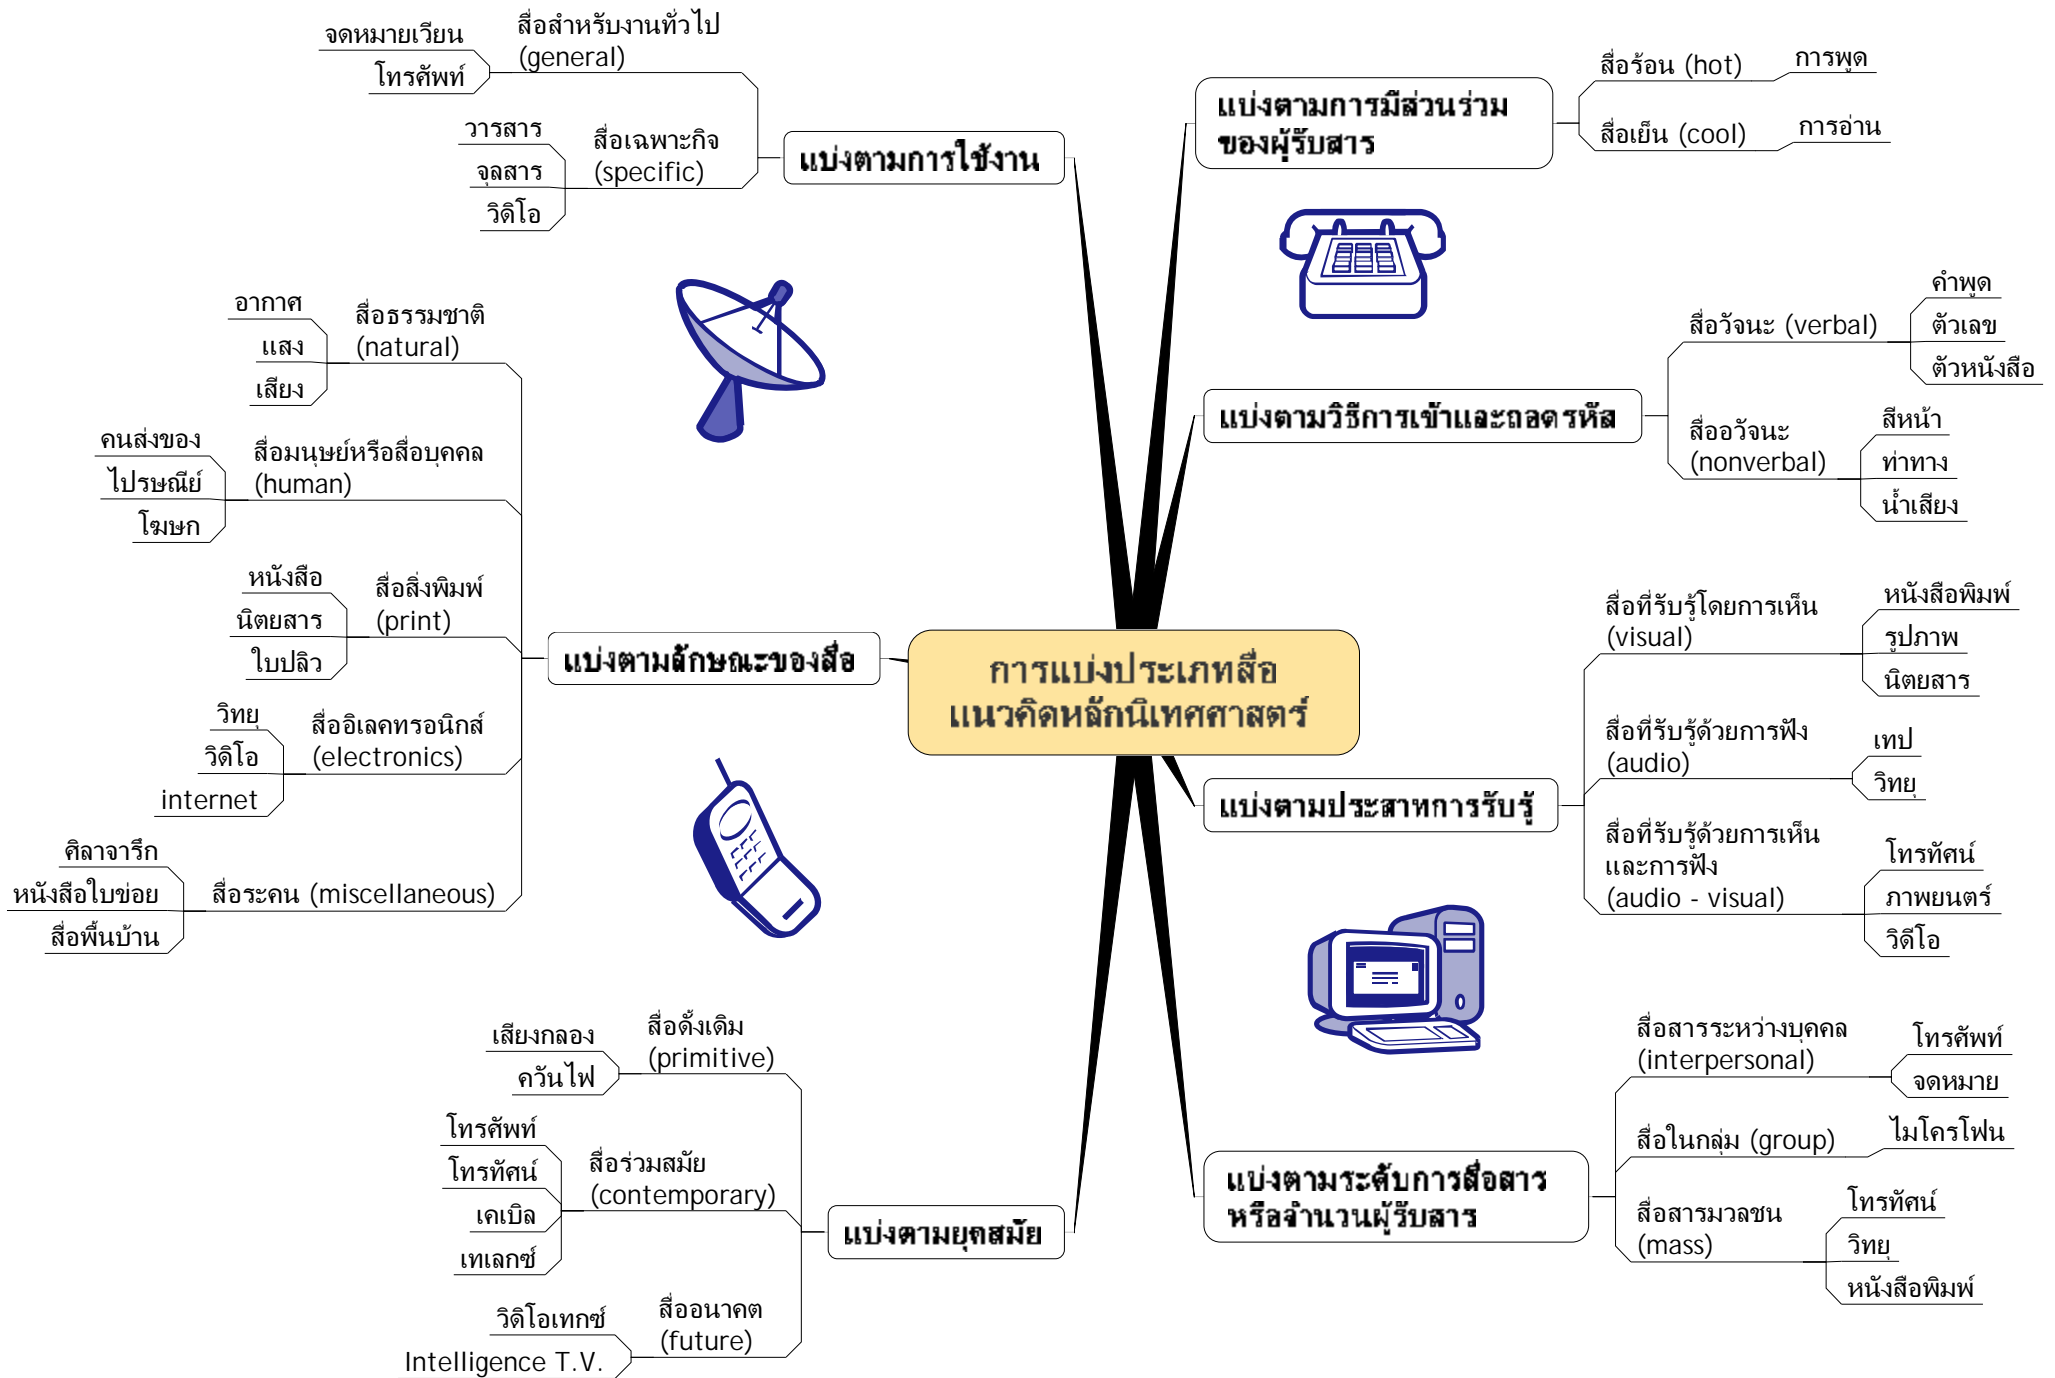 การแบ่งประเภทสื่อ
แนวคิดหลักนิเทศศาสตร์
แบ่งตามการมีส่วนร่วม
ของผู้รับสาร
สื่อร้อน (hot)
การพูด
สื่อเย็น (cool)
การอ่าน
แบ่งตามวิธีการเข้าและถอดรหัส
สื่อวัจนะ (verbal)
คำพูด
ตัวเลข
ตัวหนังสือ
สื่ออวัจนะ
(nonverbal)
สีหน้า
ท่าทาง
น้ำเสียง
แบ่งตามประสาทการรับรู้
สื่อที่รับรู้โดยการเห็น
(visual)
หนังสือพิมพ์
รูปภาพ
นิตยสาร
สื่อที่รับรู้ด้วยการฟัง
(audio)
เทป
วิทยุ
สื่อที่รับรู้ด้วยการเห็น
และการฟัง
(audio - visual)
โทรทัศน์
ภาพยนตร์
วิดีโอ
แบ่งตามระดับการสื่อสาร
หรือจำนวนผู้รับสาร
สื่อสารระหว่างบุคคล
(interpersonal)
โทรศัพท์
จดหมาย
สื่อในกลุ่ม (group)
ไมโครโฟน
สื่อสารมวลชน
(mass)
โทรทัศน์
วิทยุ
หนังสือพิมพ์
แบ่งตามการใช้งาน
สื่อสำหรับงานทั่วไป
(general)
จดหมายเวียน
โทรศัพท์
สื่อเฉพาะกิจ
(specific)
วารสาร
จุลสาร
วิดิโอ
แบ่งตามลักษณะของสื่อ
สื่อธรรมชาติ
(natural)
อากาศ
แสง
เสียง
สื่อมนุษย์หรือสื่อบุคคล
(human)
คนส่งของ
ไปรษณีย์
โฆษก
สื่อสิ่งพิมพ์
(print)
หนังสือ
นิตยสาร
ใบปลิว
สื่ออิเลคทรอนิกส์
(electronics)
วิทยุ
วิดิโอ
internet
สื่อระคน (miscellaneous)
ศิลาจารึก
หนังสือใบข่อย
สื่อพื้นบ้าน
แบ่งตามยุคสมัย
สื่อดั้งเดิม
(primitive)
เสียงกลอง
ควันไฟ
สื่อร่วมสมัย
(contemporary)
โทรศัพท์
โทรทัศน์
เคเบิล
เทเลกซ์
สื่ออนาคต
(future)
วิดิโอเทกซ์
Intelligence T.V.